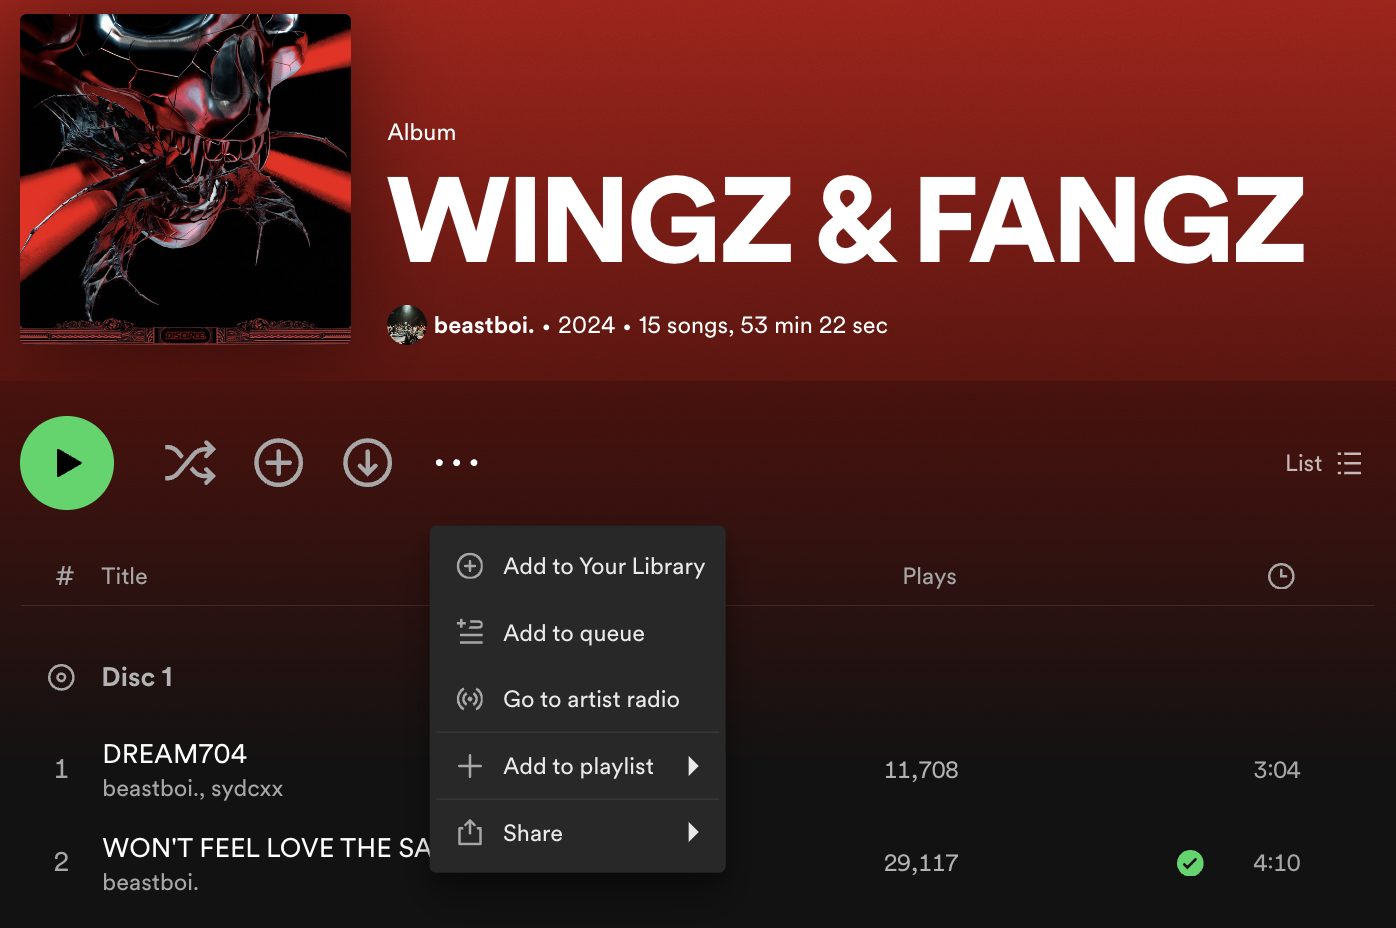 Album
WINGZ & FANGZ
beastboi. • 2024 • 15 songs, 53 min 22 sec
DISCIPLE
List
# Title Plays
Add to Your Library
Add to queue
Go to artist radio
Add to playlist
Share
Disc 1
1 DREAM704 11,708 3:04
beastboi., sydcxx
2 WON'T FEEL LOVE THE SA 29,117 4:10
beastboi.